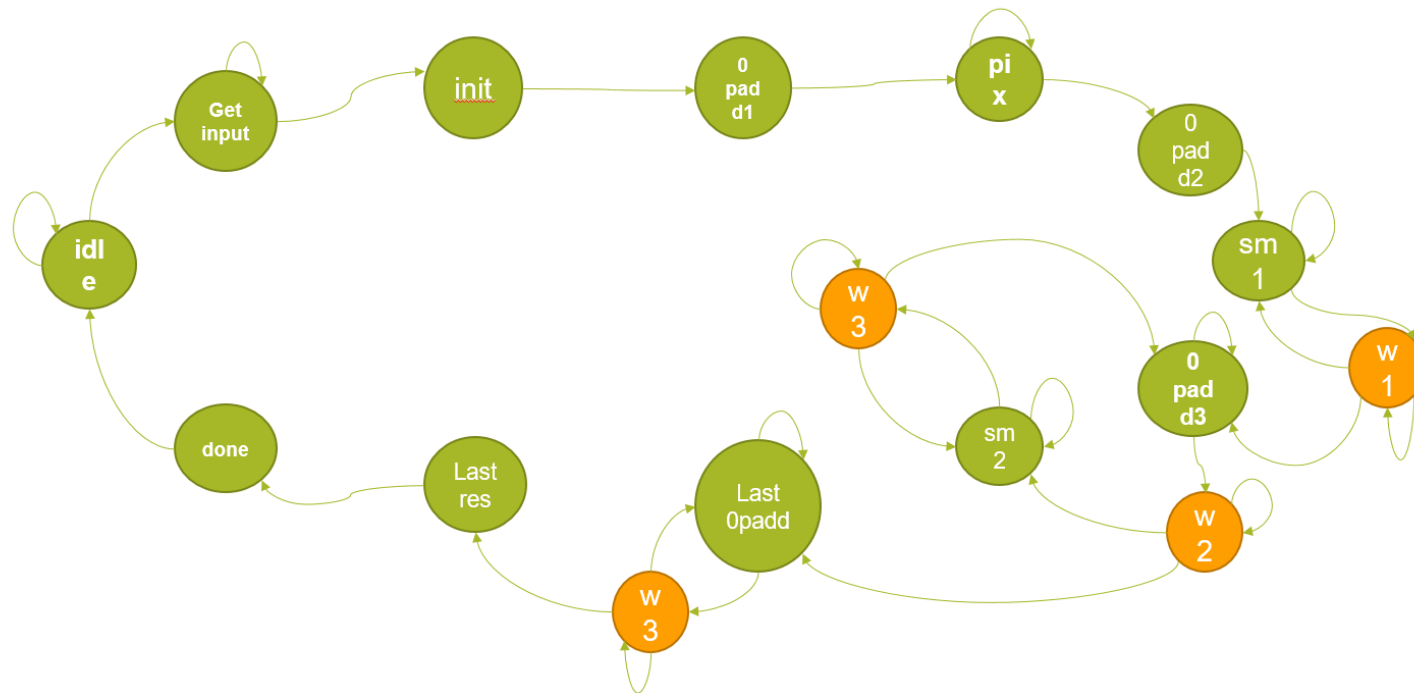 Get
input
init
0
pad
d1
pi
x
0
pad
d2
idl
e
sm
1
w
3
w
1
0
pad
d3
sm
2
done
Last
res
Last
0padd
w
2
w
3